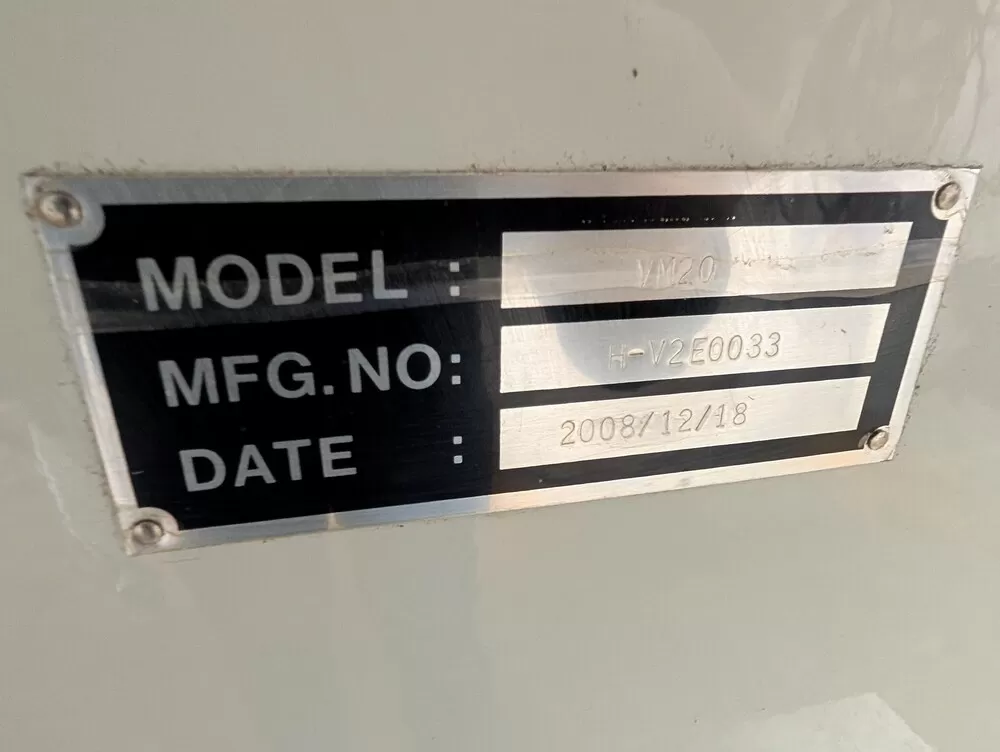 MODEL : VM20
MFG. NO: H-V2E0033
DATE : 2008/12/18